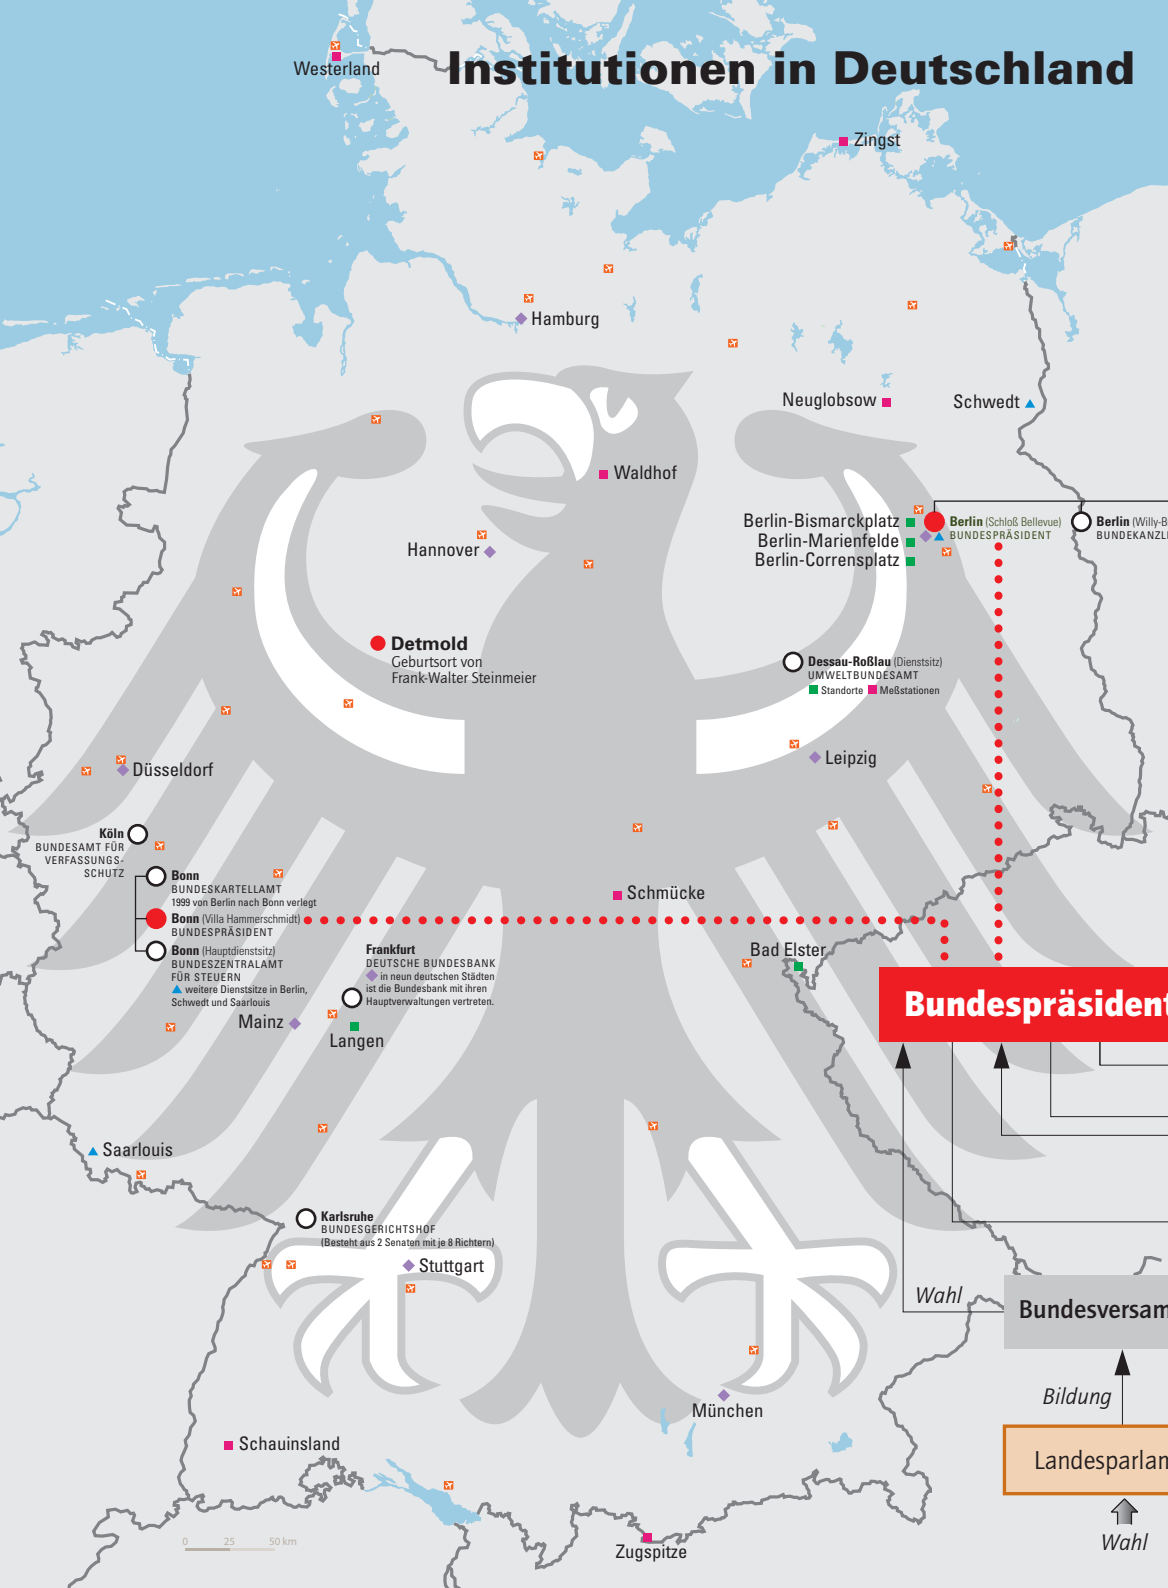 Institutionen in Deutschland
Westerland
Zingst
Hamburg
Neuglobsow
Schwedt
Waldhof
Berlin-Bismarckplatz
Berlin-Marienfelde
Berlin-Corrensplatz
Berlin (Schloß Bellevue)
BUNDESPRÄSIDENT
Berlin (Willy-B
BUNDEKANZL
Hannover
Detmold
Geburtsort von
Frank-Walter Steinmeier
Dessau-Roßlau (Dienstsitz)
UMWELTBUNDESAMT
Standorte Meßstationen
Leipzig
Düsseldorf
Köln
BUNDESAMT FÜR
VERFASSUNGS-
SCHUTZ
Bonn
BUNDESKARTELLAMT
1999 von Berlin nach Bonn verlegt
Bonn (Villa Hammerschmidt)
BUNDESPRÄSIDENT
Bonn (Hauptdienstsitz)
BUNDESZENTRALAMT
FÜR STEUERN
weitere Dienstsitze in Berlin,
Schwedt und Saarlouis
Schmücke
Frankfurt
DEUTSCHE BUNDESBANK
in neun deutschen Städten
ist die Bundesbank mit ihren
Hauptverwaltungen vertreten.
Bad Elster
Bundespräsident
Mainz
Langen
Saarlouis
Karlsruhe
BUNDESGERICHTSHOF
(Besteht aus 2 Senaten mit je 8 Richtern)
Stuttgart
Wahl
Bundesversam
Bildung
München
Landesparlam
Schauinsland
Wahl
Zugspitze
0 25 50 km